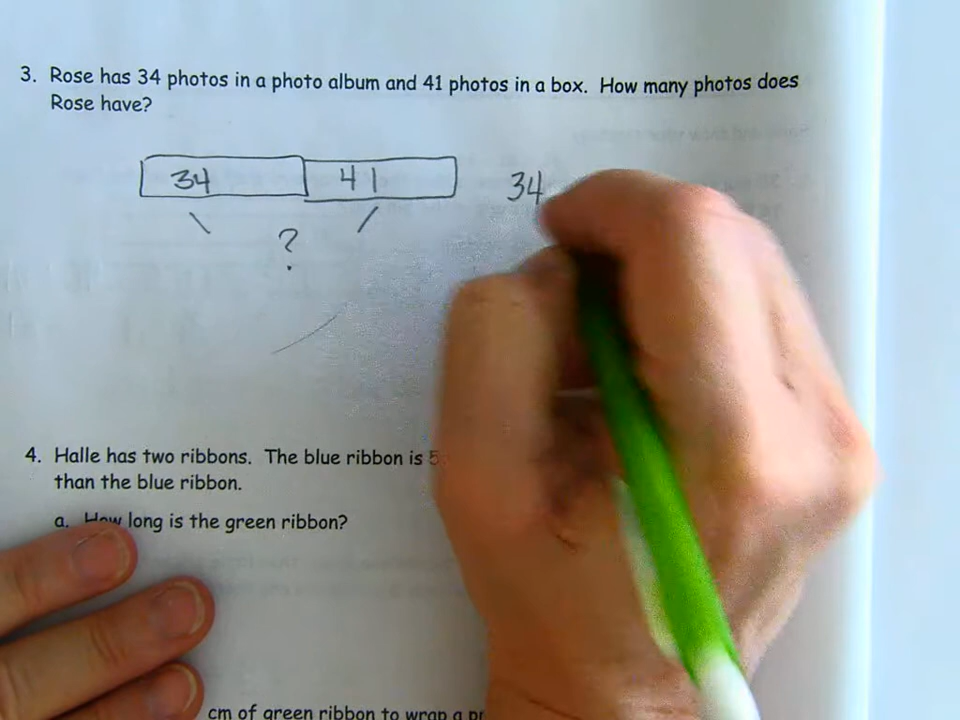 3. Rose has 34 photos in a photo album and 41 photos in a box. How many photos does
Rose have?
34 41 34
?
4. Halle has two ribbons. The blue ribbon is
than the blue ribbon.
a. How long is the green ribbon?
cm of green ribbon to wrap a